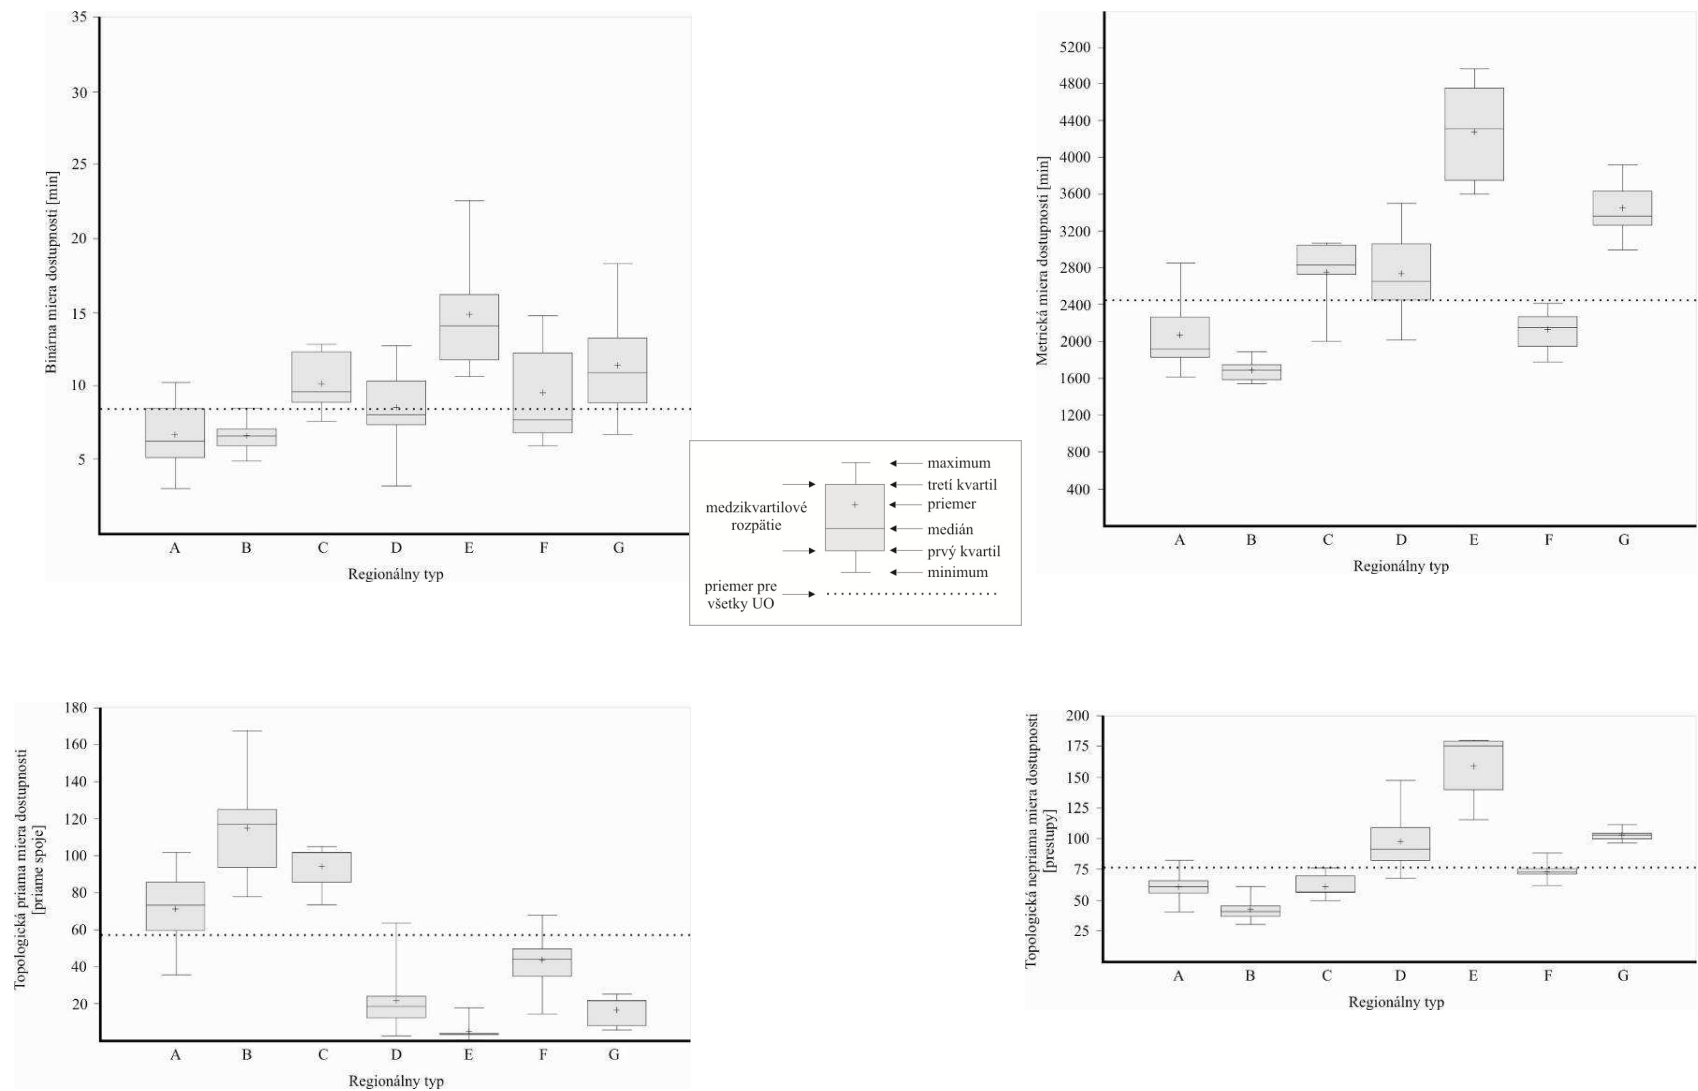 35
30
25
20
15
10
5
Binárna miera dostupnosti [min]
A B C D E F G
Regionálny typ
5200
4800
4400
4000
3600
3200
2800
2400
2000
1600
1200
800
400
Metrická miera dostupnosti [min]
A B C D E F G
Regionálny typ
maximum
tretí kvartil
priemer
medián
prvý kvartil
minimum
medzikvartilové
rozpätie
priemer pre
všetky UO
180
160
140
120
100
80
60
40
20
Topologická priama miera dostupnosti
[priame spoje]
A B C D E F G
Regionálny typ
200
175
150
125
100
75
50
25
Topologická nepriama miera dostupnosti
[prestupy]
A B C D E F G
Regionálny typ